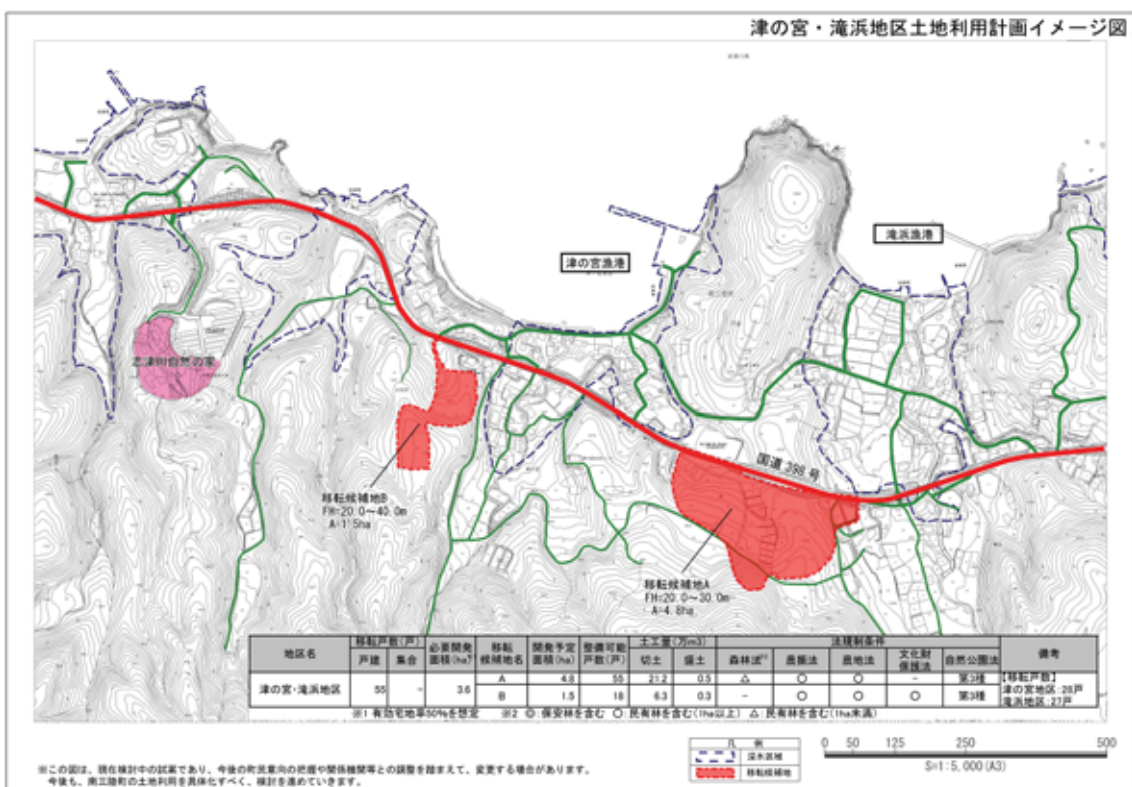 津の宮・滝浜地区土地利用計画イメージ図
滝浜漁港
津の宮漁港
志津川自然の家
国道398号
移転候補地B
FH=20.0～40.0m
A=1.5ha
移転候補地A
FH=20.0～30.0m
A=4.8ha
地区名 移転戸数(戸) 必要開発面積(ha) 移転候補地名 開発予定面積(ha) 整備可能戸数(戸) 土工量(万m3) 法規制条件 備考
戸建 集合 切土 盛土 森林法※2 農振法 農地法 文化財保護法 自然公園法
津の宮・滝浜地区 55 - 3.6 A 4.8 55 21.2 0.5 △ ○ ○ - 第3種 【移転戸数】
B 1.5 18 6.3 0.3 - ○ ○ ○ 第3種 津の宮地区:28戸
滝浜地区:27戸
※1 有効宅地率50%を想定 ※2 ◎ 保安林を含む ○ 民有林を含む(1ha以上) △ 民有林を含む(1ha未満)
凡 例
浸水区域
移転候補地
0 50 125 250 500
S=1:5,000(A3)
※この図は、現在検討中の試案であり、今後の町民意向の把握や関係機関等との調整を踏まえて、変更する場合があります。
今後も、南三陸町の土地利用を具体化すべく、検討を進めていきます。